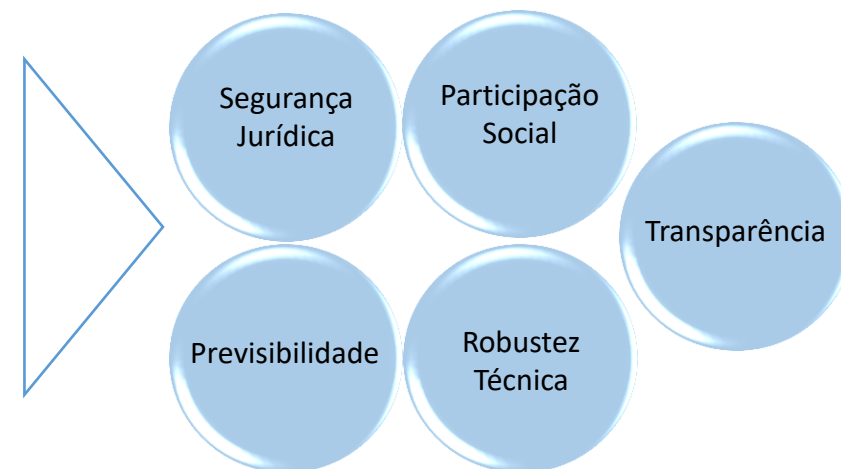 Segurança
Jurídica
Participação
Social
Transparência
Previsibilidade
Robustez
Técnica